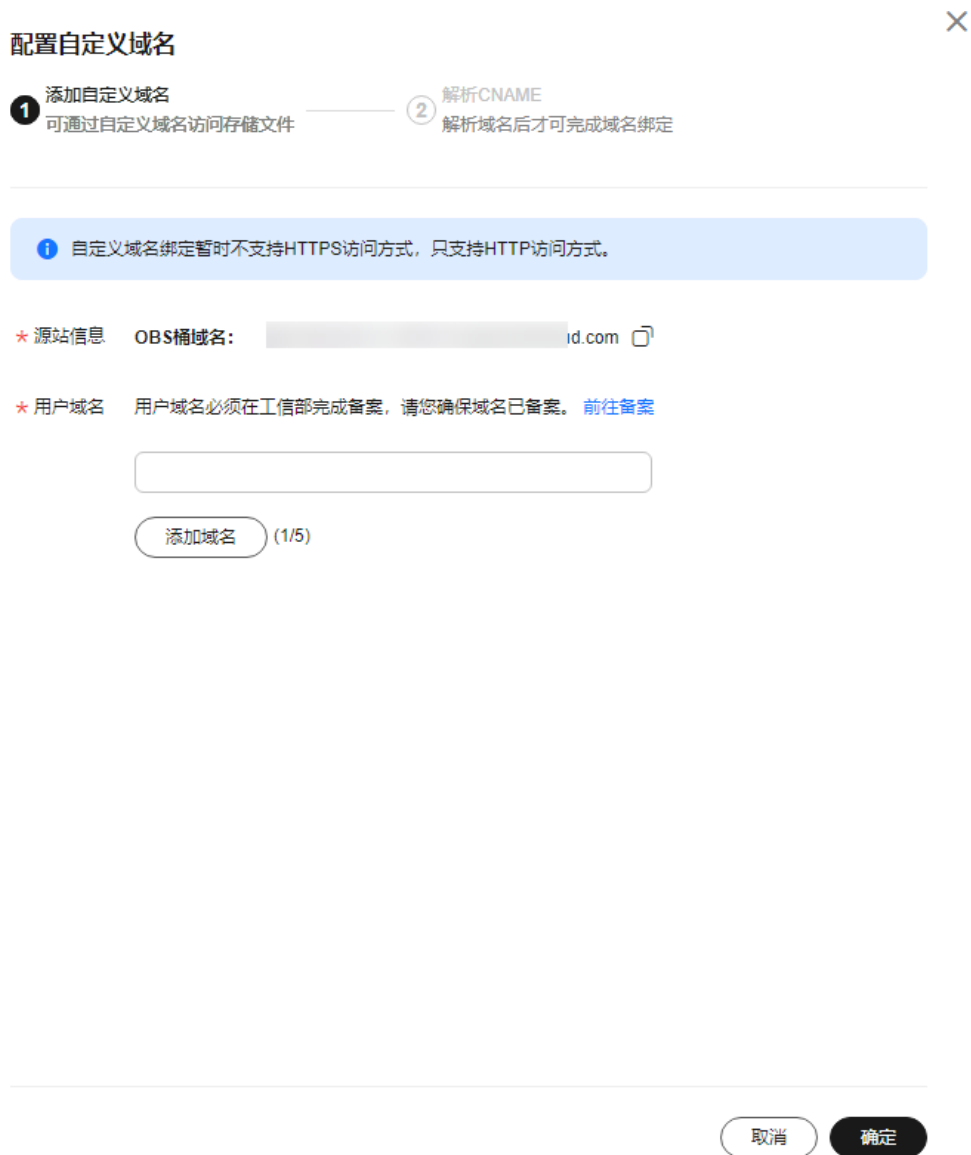 配置自定义域名
1 添加自定义域名
可通过自定义域名访问存储文件
2 解析CNAME
解析域名后才可完成域名绑定
自定义域名绑定暂时不支持HTTPS访问方式，只支持HTTP访问方式。
* 源站信息 OBS桶域名： d.com
* 用户域名 用户域名必须在工信部完成备案，请您确保域名已备案。 前往备案
添加域名 (1/5)
取消 确定